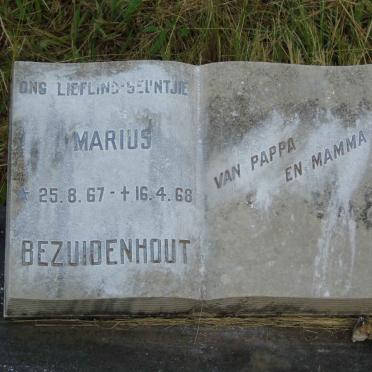 ONS LIEFLING-SEUNTJIE
MARIUS
* 25.8.67 - † 16.4.68
BEZUIDENHOUT
VAN PAPPA
EN MAMMA